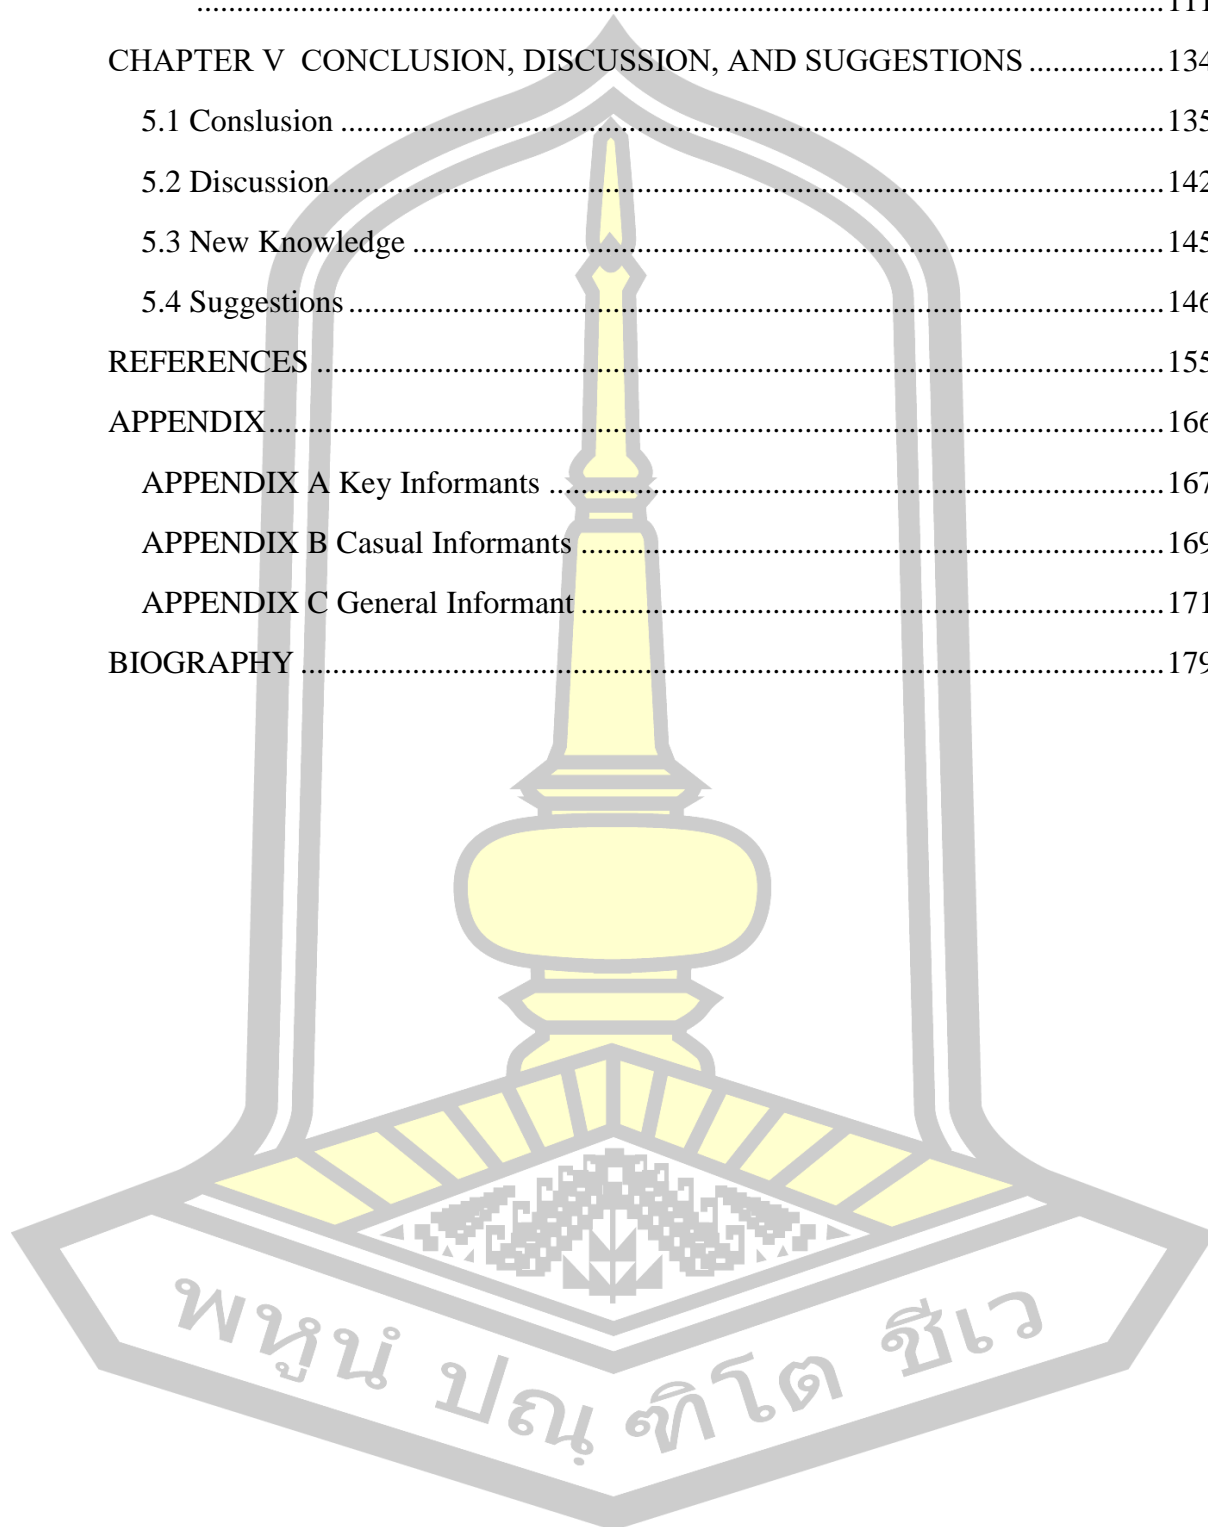 .................................................................................................................111
CHAPTER V  CONCLUSION, DISCUSSION, AND SUGGESTIONS .................134
5.1 Conslusion ......................................................................................................135
5.2 Discussion.......................................................................................................142
5.3 New Knowledge .............................................................................................145
5.4 Suggestions .....................................................................................................146
REFERENCES .........................................................................................................155
APPENDIX...............................................................................................................166
APPENDIX A Key Informants ............................................................................167
APPENDIX B Casual Informants ........................................................................169
APPENDIX C General Informant ........................................................................171
BIOGRAPHY ...........................................................................................................179
พหูนํ ปณฺฑิโต ชีเว